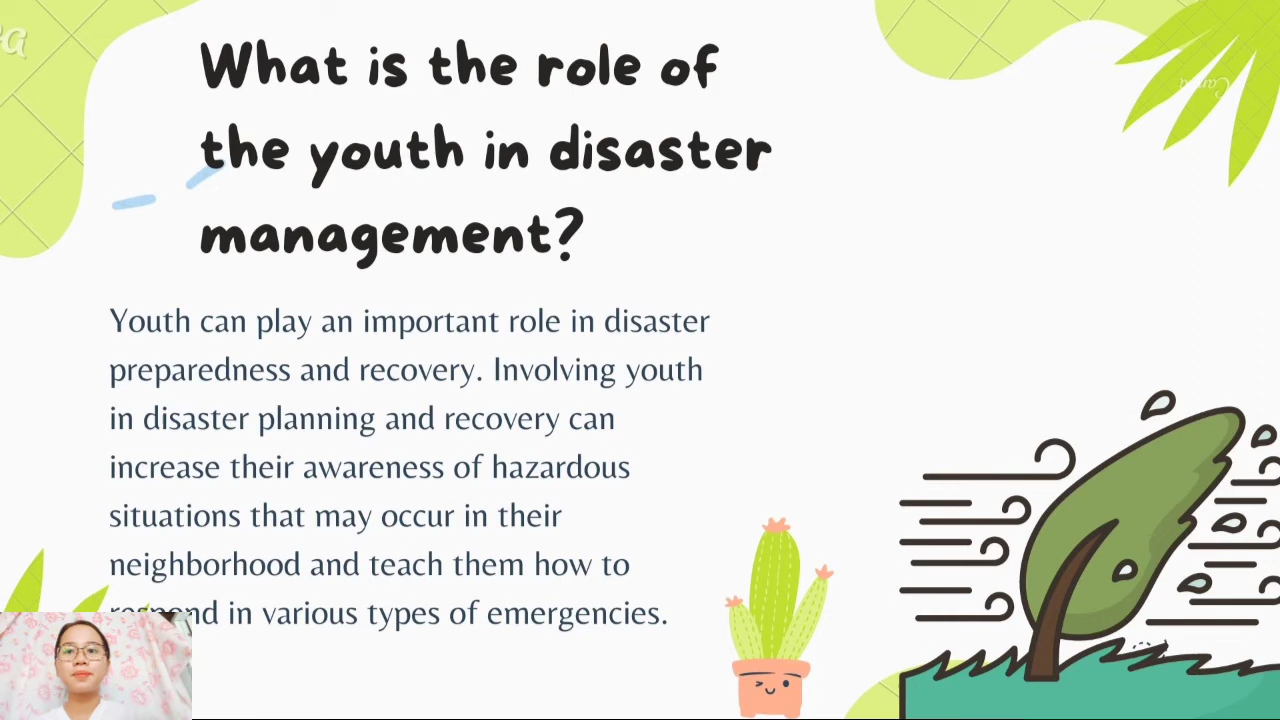 What is the role of
the youth in disaster
management?
Youth can play an important role in disaster
preparedness and recovery. Involving youth
in disaster planning and recovery can
increase their awareness of hazardous
situations that may occur in their
neighborhood and teach them how to
respond in various types of emergencies.
Canva